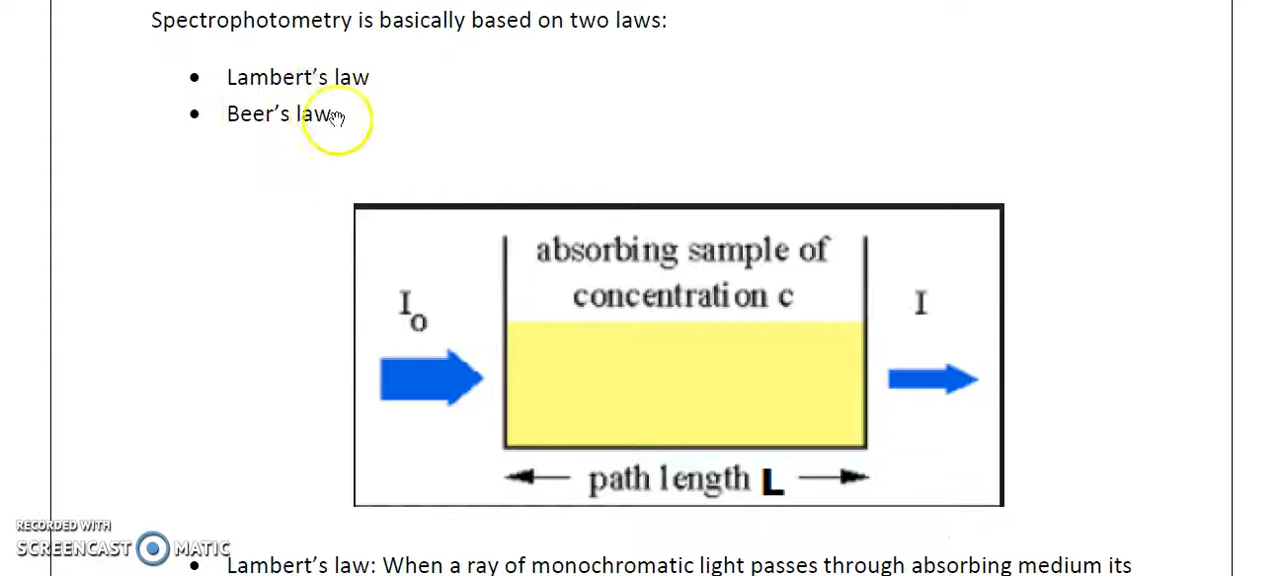 Spectrophotometry is basically based on two laws:
• Lambert’s law
• Beer’s law
absorbing sample of
concentration c
I₀
I
path length L
RECORDED WITH
SCREENCAST MATIC
• Lambert’s law: When a ray of monochromatic light passes through absorbing medium its